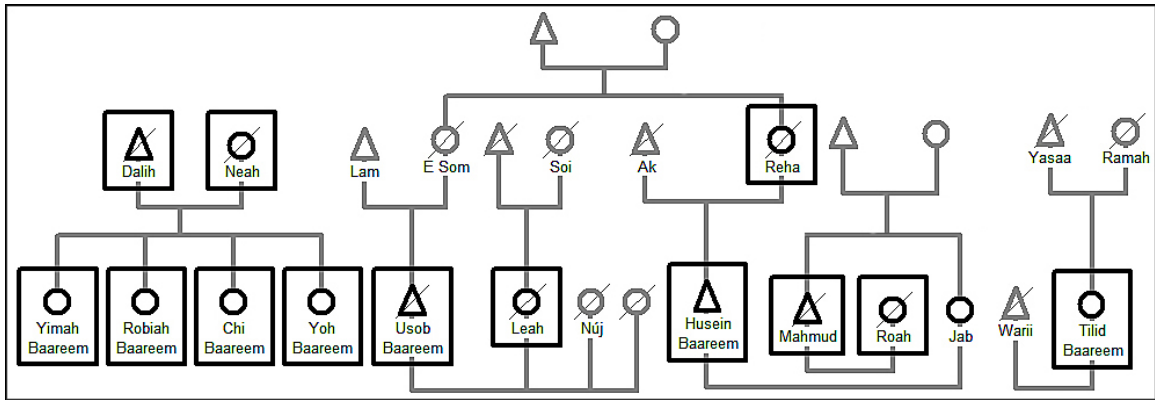 Dalih
Neah
Lam
É Som
Soi
Ak
Reha
Yasaa
Ramah
Yimah
Baareem
Robiah
Baareem
Chi
Baareem
Yoh
Baareem
Usob
Baareem
Leah
Núj
Husein
Baareem
Mahmud
Roah
Jab
Warii
Tilid
Baareem